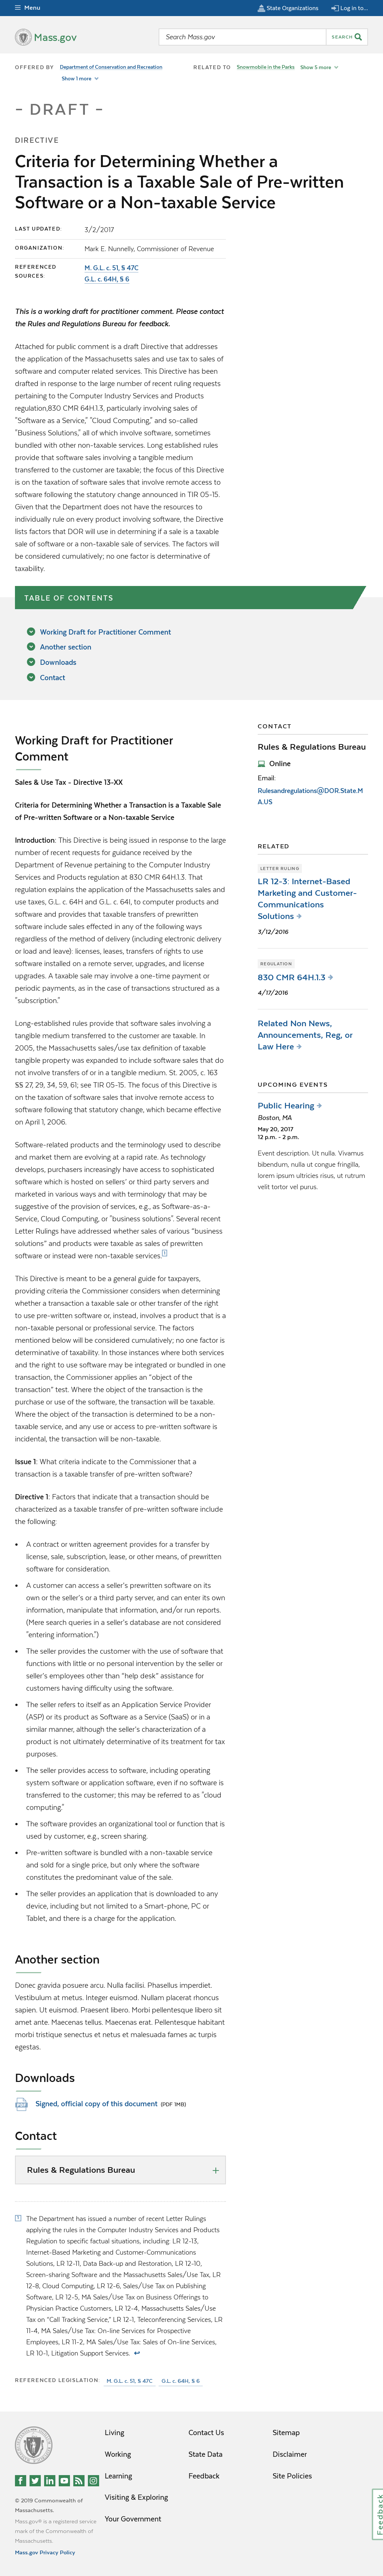 Menu
State Organizations
Log in to...
Mass.gov
Search Mass.gov
SEARCH
OFFERED BY Department of Conservation and Recreation
Show 1 more
RELATED TO Snowmobile in the Parks Show 5 more
- DRAFT -
DIRECTIVE
Criteria for Determining Whether a
Transaction is a Taxable Sale of Pre-written
Software or a Non-taxable Service
LAST UPDATED: 3/2/2017
ORGANIZATION: Mark E. Nunnelly, Commissioner of Revenue
REFERENCED SOURCES:
M. G.L. c. 51, § 47C
G.L. c. 64H, § 6
This is a working draft for practitioner comment. Please contact
the Rules and Regulations Bureau for feedback.
Attached for public comment is a draft Directive that addresses
the application of the Massachusetts sales and use tax to sales of
software and computer related services. This Directive has been
drafted in response to the large number of recent ruling requests
pertaining to the Computer Industry Services and Products
regulation,830 CMR 64H.1.3, particularly involving sales of
"Software as a Service," "Cloud Computing," and so-called
"Business Solutions," all of which involve software, sometimes
bundled with other non-taxable services. Long established rules
provide that software sales involving a tangible medium
transferred to the customer are taxable; the focus of this Directive
is on the taxation of software sales that involve remote access to
software following the statutory change announced in TIR 05-15.
Given that the Department does not have the resources to
individually rule on every product involving software, the Directive
lists factors that DOR will use in determining if a sale is a taxable
sale of software or a non-taxable sale of services. The factors will
be considered cumulatively; no one factor is determinative of
taxability.
TABLE OF CONTENTS
Working Draft for Practitioner Comment
Another section
Downloads
Contact
Working Draft for Practitioner
Comment
Sales & Use Tax - Directive 13-XX
Criteria for Determining Whether a Transaction is a Taxable Sale
of Pre-written Software or a Non-taxable Service
Introduction: This Directive is being issued in response to the large
number of recent requests for guidance received by the
Department of Revenue pertaining to the Computer Industry
Services and Products regulation at 830 CMR 64H.1.3. That
regulation explains the application of the Massachusetts sales and
use taxes, G.L. c. 64H and G.L. c. 64I, to computer products and
services and provides that taxable transfers of prewritten
software include sales effected in any of the following ways
regardless of the method of delivery (including electronic delivery
or load and leave): licenses, leases, transfers of rights to use
software installed on a remote server, upgrades, and license
upgrades. A taxable sale may involve a one-time payment or
periodic payments, as in the case of transactions structured as a
"subscription."
Long-established rules provide that software sales involving a
tangible medium transferred to the customer are taxable. In
2005, the Massachusetts sales/use tax definition of taxable
tangible property was expanded to include software sales that do
not involve transfers of or in a tangible medium. St. 2005, c. 163
§§ 27, 29, 34, 59, 61; see TIR 05-15. The focus of this Directive is
on the taxation of software sales that involve remote access to
software following that statutory change, which became effective
on April 1, 2006.
Software-related products and the terminology used to describe
and market them are evolving at a rapid rate. As technology
develops, purchasers increasingly have access to sophisticated
software which is hosted on sellers' or third party servers and
marketed in various ways and with terminology that may be
suggestive of the provision of services, e.g., as Software-as-a-
Service, Cloud Computing, or "business solutions". Several recent
Letter Rulings have addressed whether sales of various "business
solutions" and products were taxable as sales of prewritten
software or instead were non-taxable services.[1]
This Directive is meant to be a general guide for taxpayers,
providing criteria that the Commissioner considers when determining
whether a transaction a taxable sale or other transfer of the right
to use pre-written software or, instead, involves a product that is a
non-taxable personal or professional service. The factors
mentioned below will be considered cumulatively; no one factor is
determinative of taxability. In those instances where both services
and the right to use software may be integrated or bundled in one
transaction, the Commissioner applies an "object of the
transaction" test. Where the object of the transaction is the
purchase or use of the software, the transaction will be taxable.
Where the object of the transaction is determined to be a non-
taxable service, and any use or access to pre-written software is
incidental, the transaction will be non-taxable.
Issue 1: What criteria indicate to the Commissioner that a
transaction is a taxable transfer of pre-written software?
Directive 1: Factors that indicate that a transaction should be
characterized as a taxable transfer of pre-written software include
the following:
• A contract or written agreement provides for a transfer by
license, sale, subscription, lease, or other means, of prewritten
software for consideration.
• A customer can access a seller's prewritten software on its
own or the seller's or a third party server, and can enter its own
information, manipulate that information, and/or run reports.
(Mere search queries in a seller's database are not considered
"entering information.")
• The seller provides the customer with the use of software that
functions with little or no personal intervention by the seller or
seller's employees other than "help desk" assistance for
customers having difficulty using the software.
• The seller refers to itself as an Application Service Provider
(ASP) or its product as Software as a Service (SaaS) or in a
similar manner, although the seller's characterization of a
product is not ultimately determinative of its treatment for tax
purposes.
• The seller provides access to software, including operating
system software or application software, even if no software is
transferred to the customer; this may be referred to as "cloud
computing."
• The software provides an organizational tool or function that is
used by customer, e.g., screen sharing.
• Pre-written software is bundled with a non-taxable service
and sold for a single price, but only where the software
constitutes the predominant value of the sale.
• The seller provides an application that is downloaded to any
device, including but not limited to a Smart-phone, PC or
Tablet, and there is a charge for the application.
Another section
Donec gravida posuere arcu. Nulla facilisi. Phasellus imperdiet.
Vestibulum at metus. Integer euismod. Nullam placerat rhoncus
sapien. Ut euismod. Praesent libero. Morbi pellentesque libero sit
amet ante. Maecenas tellus. Maecenas erat. Pellentesque habitant
morbi tristique senectus et netus et malesuada fames ac turpis
egestas.
Downloads
PDF Signed, official copy of this document (PDF 1MB)
Contact
Rules & Regulations Bureau
[1] The Department has issued a number of recent Letter Rulings
applying the rules in the Computer Industry Services and Products
Regulation to specific factual situations, including: LR 12-13,
Internet-Based Marketing and Customer-Communications
Solutions, LR 12-11, Data Back-up and Restoration, LR 12-10,
Screen-sharing Software and the Massachusetts Sales/Use Tax, LR
12-8, Cloud Computing, LR 12-6, Sales/Use Tax on Publishing
Software, LR 12-5, MA Sales/Use Tax on Business Offerings to
Physician Practice Customers, LR 12-4, Massachusetts Sales/Use
Tax on "Call Tracking Service," LR 12-1, Teleconferencing Services, LR
11-4, MA Sales/Use Tax: On-line Services for Prospective
Employees, LR 11-2, MA Sales/Use Tax: Sales of On-line Services,
LR 10-1, Litigation Support Services. ↩
REFERENCED LEGISLATION: M. G.L. c. 51, § 47C G.L. c. 64H, § 6
CONTACT
Rules & Regulations Bureau
Online
Email:
Rulesandregulations@DOR.State.M
A.US
RELATED
LETTER RULING
LR 12-3: Internet-Based
Marketing and Customer-
Communications
Solutions
3/12/2016
REGULATION
830 CMR 64H.1.3
4/17/2016
Related Non News,
Announcements, Reg, or
Law Here
UPCOMING EVENTS
Public Hearing
Boston, MA
May 20, 2017
12 p.m. - 2 p.m.
Event description. Ut nulla. Vivamus
bibendum, nulla ut congue fringilla,
lorem ipsum ultricies risus, ut rutrum
velit tortor vel purus.
Living
Working
Learning
Visiting & Exploring
Your Government
Contact Us
State Data
Feedback
Sitemap
Disclaimer
Site Policies
© 2019 Commonwealth of
Massachusetts.
Mass.gov® is a registered service
mark of the Commonwealth of
Massachusetts.
Mass.gov Privacy Policy
Feedback